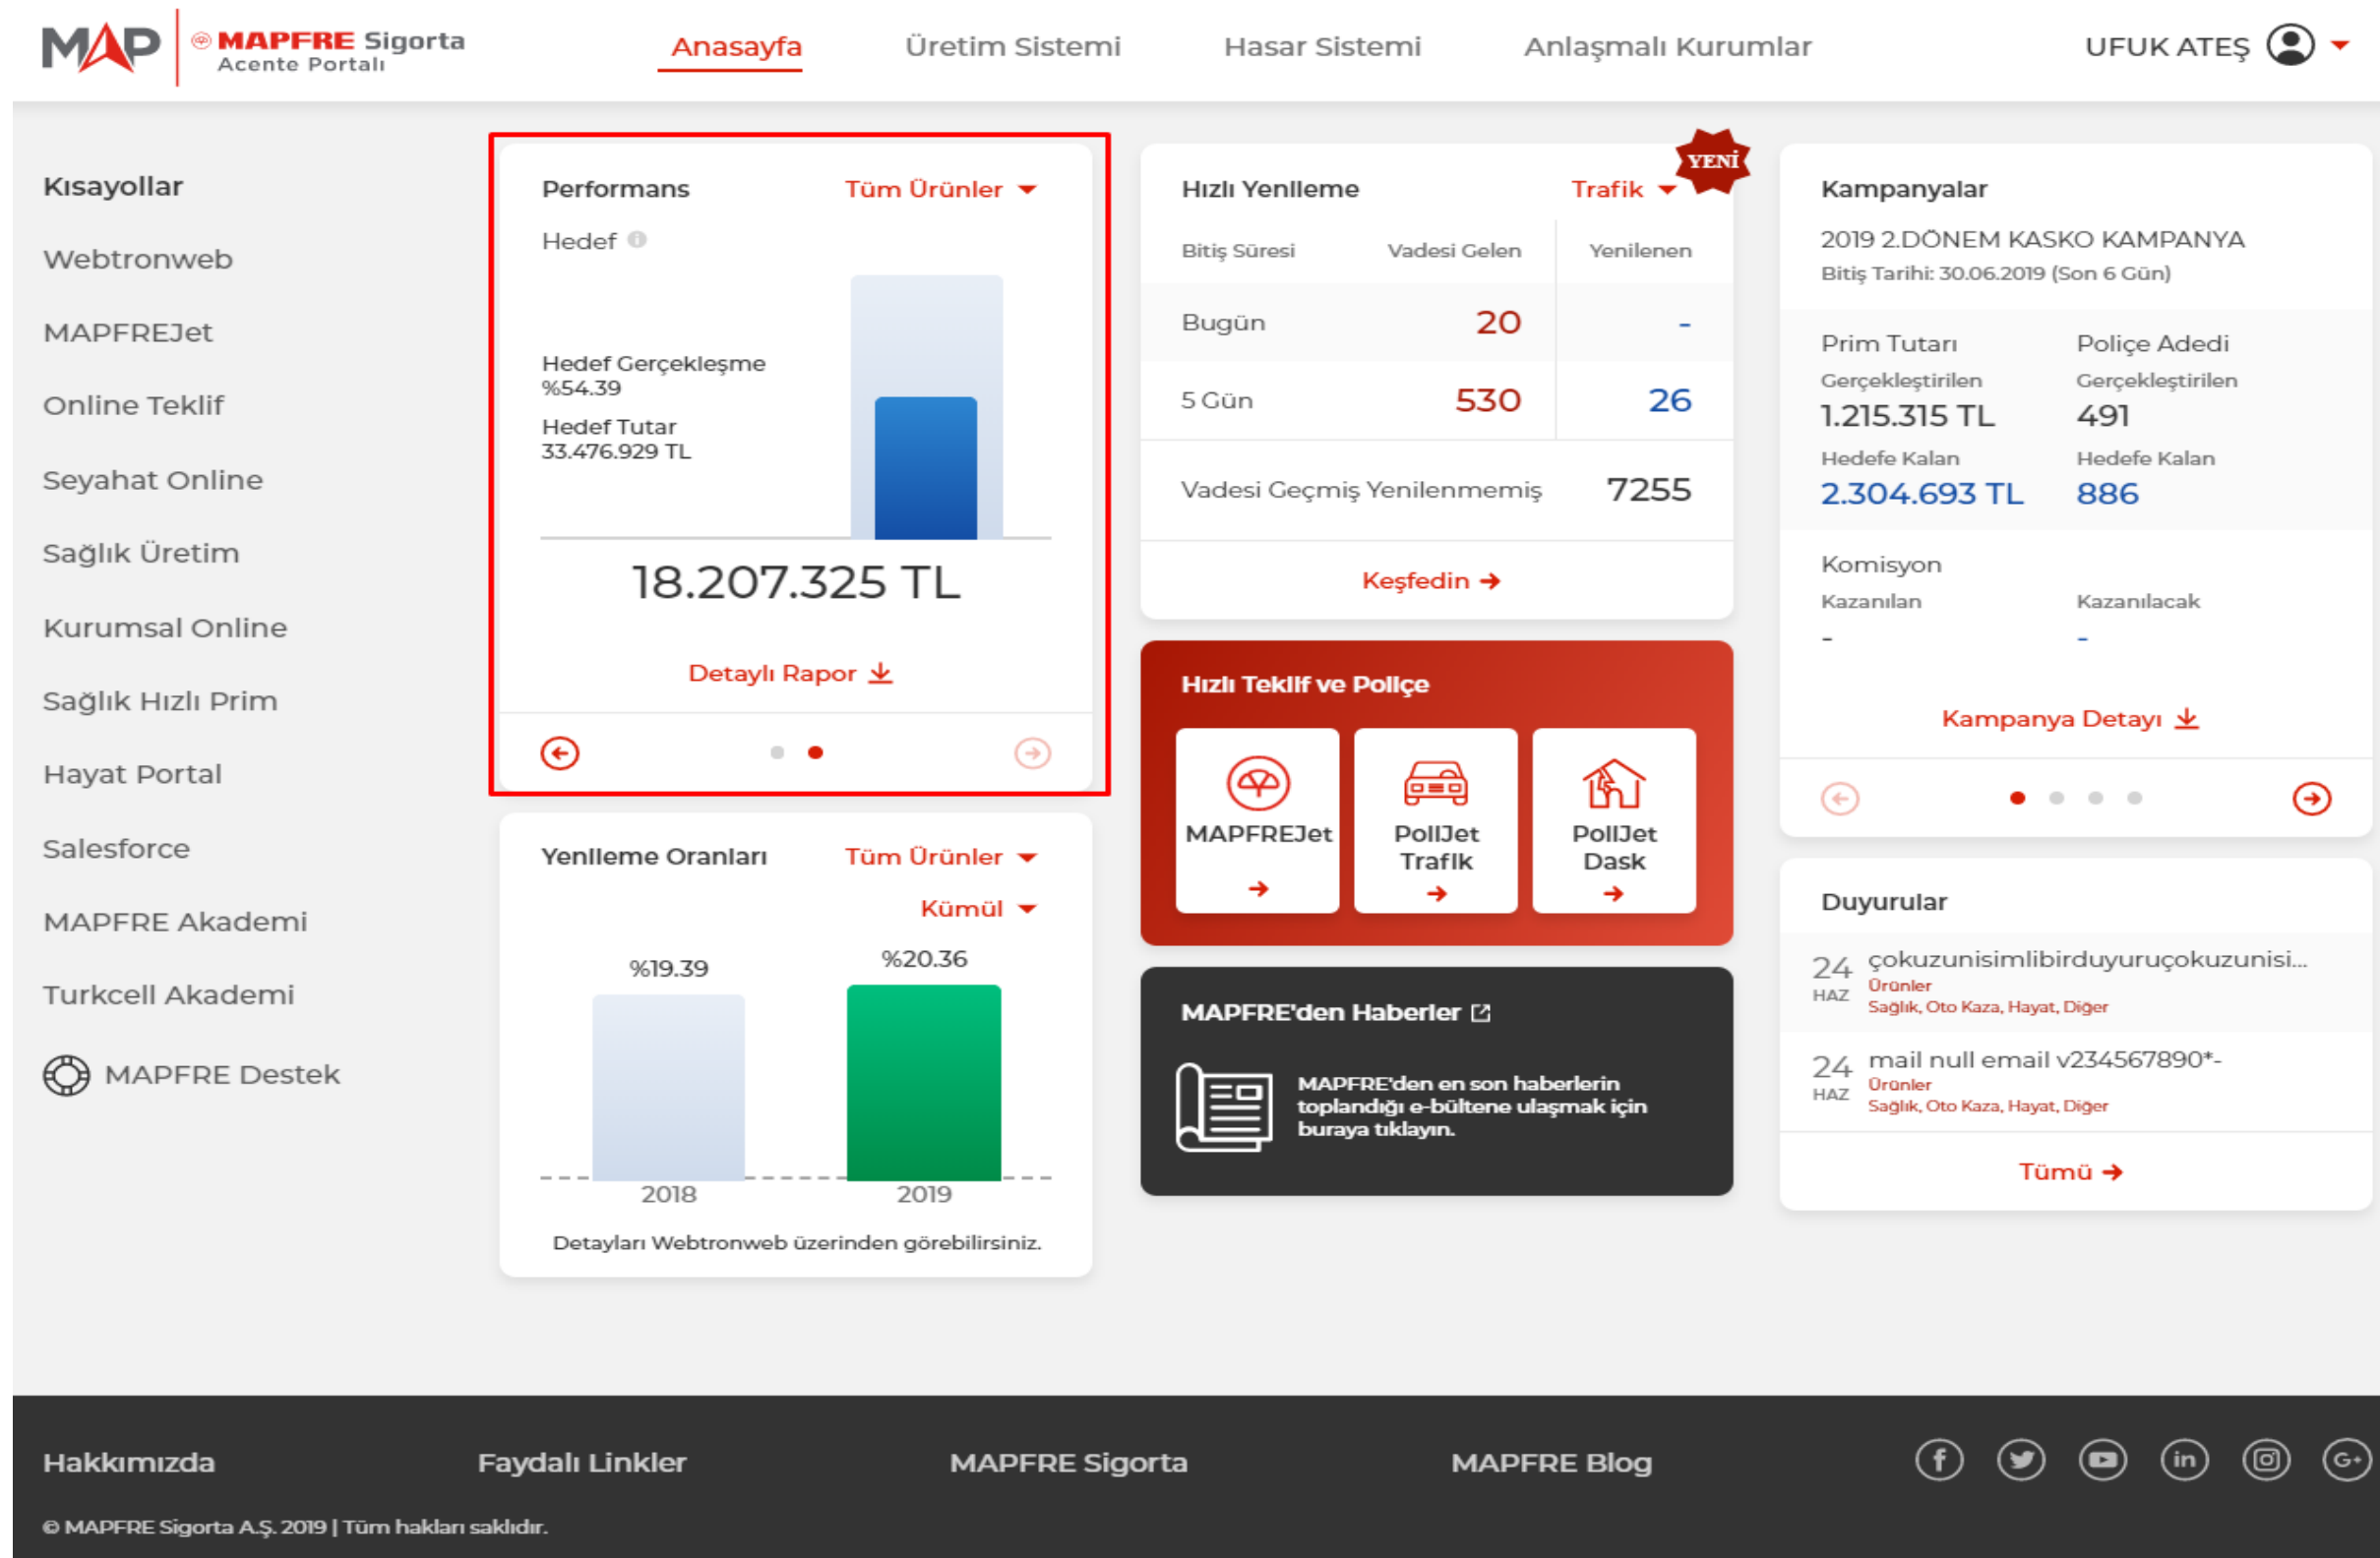 MAP
MAPFRE Sigorta
Acente Portalı
Anasayfa
Üretim Sistemi
Hasar Sistemi
Anlaşmalı Kurumlar
UFUK ATEŞ
Kısayollar
Webtronweb
MAPFREJet
Online Teklif
Seyahat Online
Sağlık Üretim
Kurumsal Online
Sağlık Hızlı Prim
Hayat Portal
Salesforce
MAPFRE Akademi
Turkcell Akademi
MAPFRE Destek
Performans
Tüm Ürünler
Hedef
Hedef Gerçekleşme
%54.39
Hedef Tutar
33.476.929 TL
18.207.325 TL
Detaylı Rapor
Yenileme Oranları
Tüm Ürünler
Kümül
%19.39
%20.36
2018
2019
Detayları Webtronweb üzerinden görebilirsiniz.
Hızlı Yenileme
Trafik
YENİ
Bitiş Süresi
Vadesi Gelen
Yenilenen
Bugün
20
-
5 Gün
530
26
Vadesi Geçmiş Yenilenmemiş
7255
Keşfedin
Hızlı Teklif ve Poliçe
MAPFREJet
PoliJet
Trafik
PoliJet
Dask
MAPFRE'den Haberler
MAPFRE'den en son haberlerin
toplandığı e-bültene ulaşmak için
buraya tıklayın.
Kampanyalar
2019 2.DÖNEM KASKO KAMPANYA
Bitiş Tarihi: 30.06.2019 (Son 6 Gün)
Prim Tutarı
Poliçe Adedi
Gerçekleştirilen
Gerçekleştirilen
1.215.315 TL
491
Hedefe Kalan
Hedefe Kalan
2.304.693 TL
886
Komisyon
Kazanılan
Kazanılacak
-
-
Kampanya Detayı
Duyurular
24
HAZ
çokuzunisimlibirduyuruçokuzunisi...
Ürünler
Sağlık, Oto Kaza, Hayat, Diğer
24
HAZ
mail null email v234567890*-
Ürünler
Sağlık, Oto Kaza, Hayat, Diğer
Tümü
Hakkımızda
Faydalı Linkler
MAPFRE Sigorta
MAPFRE Blog
© MAPFRE Sigorta A.Ş. 2019 | Tüm hakları saklıdır.